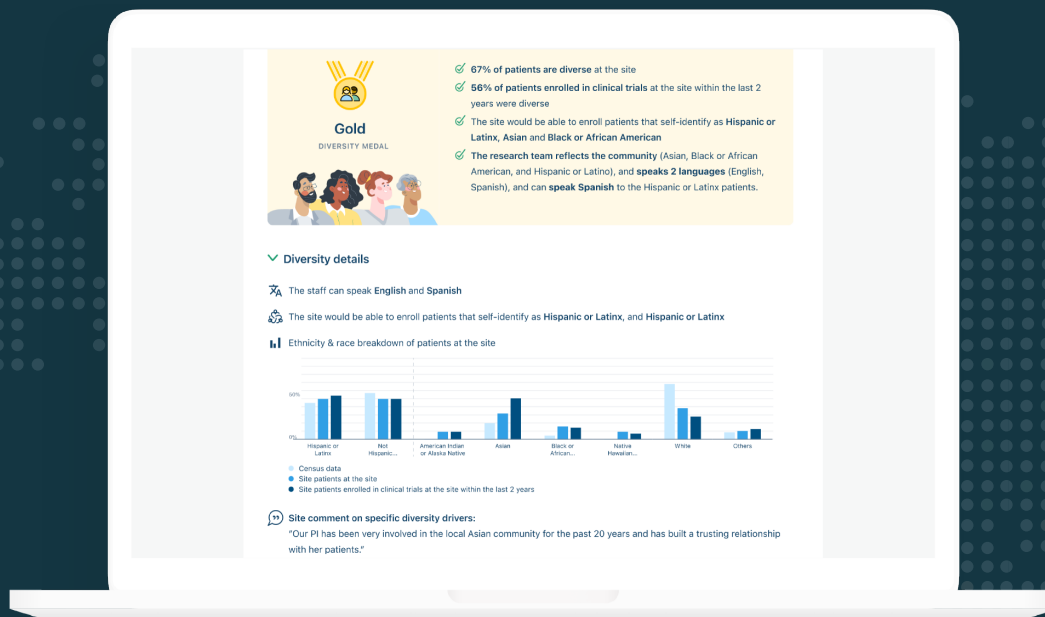 Gold
DIVERSITY MEDAL
67% of patients are diverse at the site
56% of patients enrolled in clinical trials at the site within the last 2
years were diverse
The site would be able to enroll patients that self-identify as Hispanic or
Latinx, Asian and Black or African American
The research team reflects the community (Asian, Black or African
American, and Hispanic or Latino), and speaks 2 languages (English,
Spanish), and can speak Spanish to the Hispanic or Latinx patients.
Diversity details
The staff can speak English and Spanish
The site would be able to enroll patients that self-identify as Hispanic or Latinx, and Hispanic or Latinx
Ethnicity & race breakdown of patients at the site
50%
0%
Hispanic or
Latinx
Not
Hispanic...
American Indian
or Alaska Native
Asian
Black or
African...
Native
Hawaiian...
White
Others
Census data
Site patients at the site
Site patients enrolled in clinical trials at the site within the last 2 years
Site comment on specific diversity drivers:
“Our PI has been very involved in the local Asian community for the past 20 years and has built a trusting relationship
with her patients.”